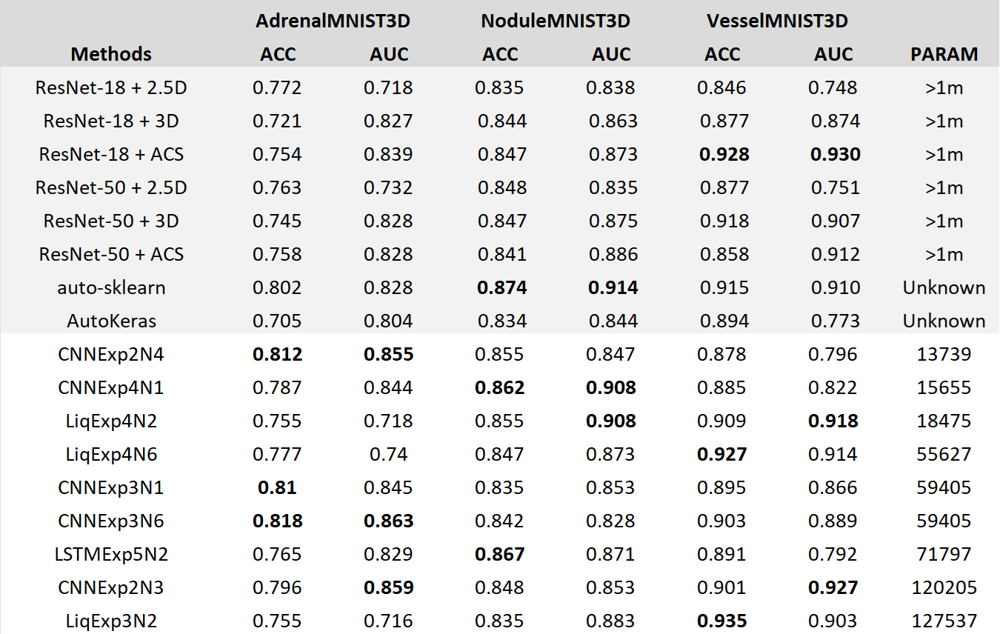 AdrenalMNIST3D NoduleMNIST3D VesselMNIST3D
Methods ACC AUC ACC AUC ACC AUC PARAM
ResNet-18 + 2.5D 0.772 0.718 0.835 0.838 0.846 0.748 >1m
ResNet-18 + 3D 0.721 0.827 0.844 0.863 0.877 0.874 >1m
ResNet-18 + ACS 0.754 0.839 0.847 0.873 0.928 0.930 >1m
ResNet-50 + 2.5D 0.763 0.732 0.848 0.835 0.877 0.751 >1m
ResNet-50 + 3D 0.745 0.828 0.847 0.875 0.918 0.907 >1m
ResNet-50 + ACS 0.758 0.828 0.841 0.886 0.858 0.912 >1m
auto-sklearn 0.802 0.828 0.874 0.914 0.915 0.910 Unknown
AutoKeras 0.705 0.804 0.834 0.844 0.894 0.773 Unknown
CNNExp2N4 0.812 0.855 0.855 0.847 0.878 0.796 13739
CNNExp4N1 0.787 0.844 0.862 0.908 0.885 0.822 15655
LiqExp4N2 0.755 0.718 0.855 0.908 0.909 0.918 18475
LiqExp4N6 0.777 0.74 0.847 0.873 0.927 0.914 55627
CNNExp3N1 0.81 0.845 0.835 0.853 0.895 0.866 59405
CNNExp3N6 0.818 0.863 0.842 0.828 0.903 0.889 59405
LSTMExp5N2 0.765 0.829 0.867 0.871 0.891 0.792 71797
CNNExp2N3 0.796 0.859 0.848 0.853 0.901 0.927 120205
LiqExp3N2 0.755 0.716 0.835 0.883 0.935 0.903 127537